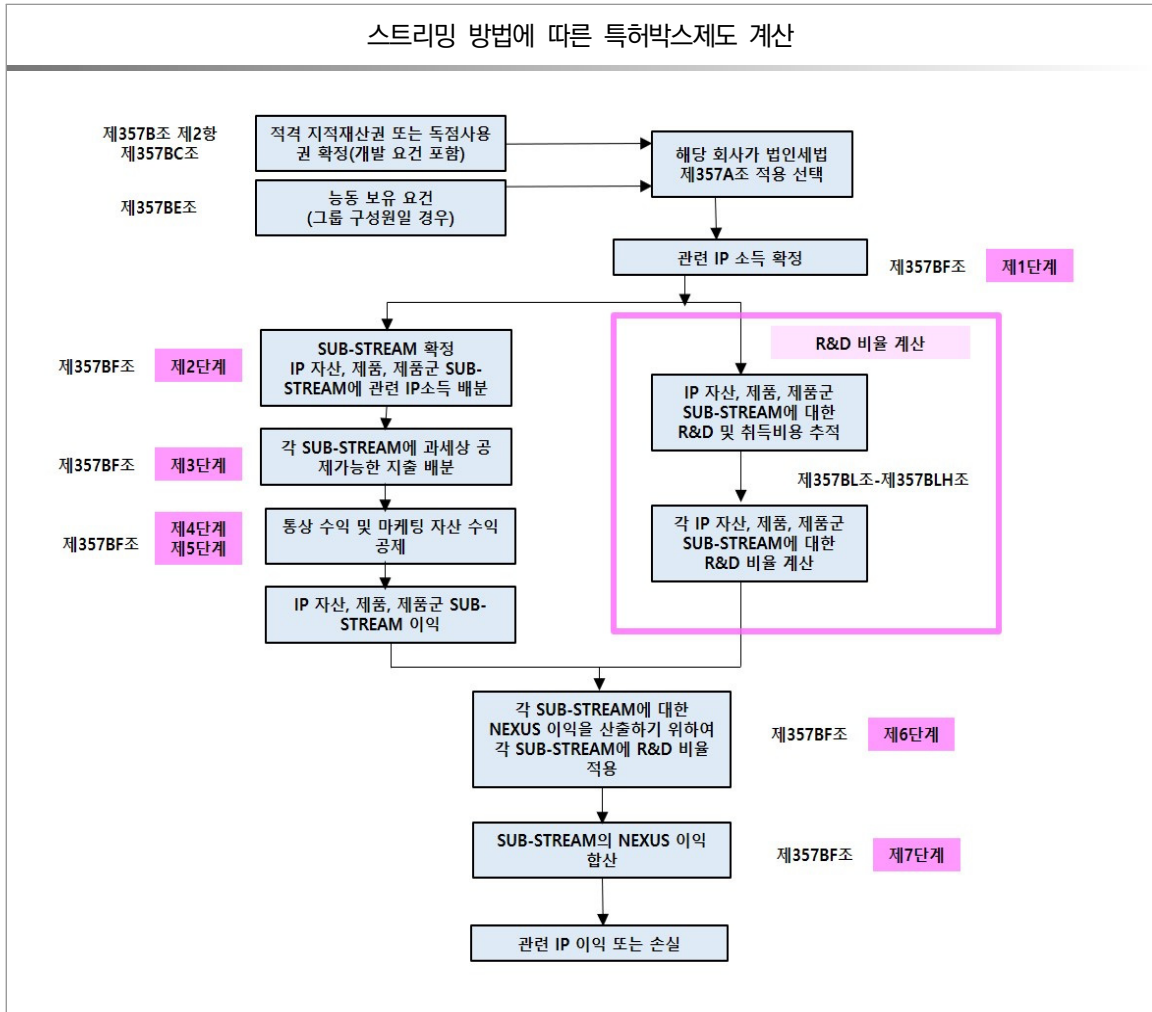 스트리밍 방법에 따른 특허박스제도 계산
제357B조 제2항
제357BC조
적격 지적재산권 또는 독점사용
권 확정(개발 요건 포함)
해당 회사가 법인세법
제357A조 적용 선택
제357BE조
능동 보유 요건
(그룹 구성원일 경우)
관련 IP 소득 확정
제357BF조
제1단계
제357BF조
제2단계
SUB-STREAM 확정
IP 자산, 제품, 제품군 SUB-
STREAM에 관련 IP소득 배분
R&D 비율 계산
IP 자산, 제품, 제품군
SUB-STREAM에 대한
R&D 및 취득비용 추적
제357BF조
제3단계
각 SUB-STREAM에 과세상 공
제가능한 지출 배분
제357BL조-제357BLH조
제357BF조
제4단계
제5단계
통상 수익 및 마케팅 자산 수익
공제
각 IP 자산, 제품, 제품군
SUB-STREAM에 대한
R&D 비율 계산
IP 자산, 제품, 제품군 SUB-
STREAM 이익
각 SUB-STREAM에 대한
NEXUS 이익을 산출하기 위하여
각 SUB-STREAM에 R&D 비율
적용
제357BF조
제6단계
SUB-STREAM의 NEXUS 이익
합산
제357BF조
제7단계
관련 IP 이익 또는 손실